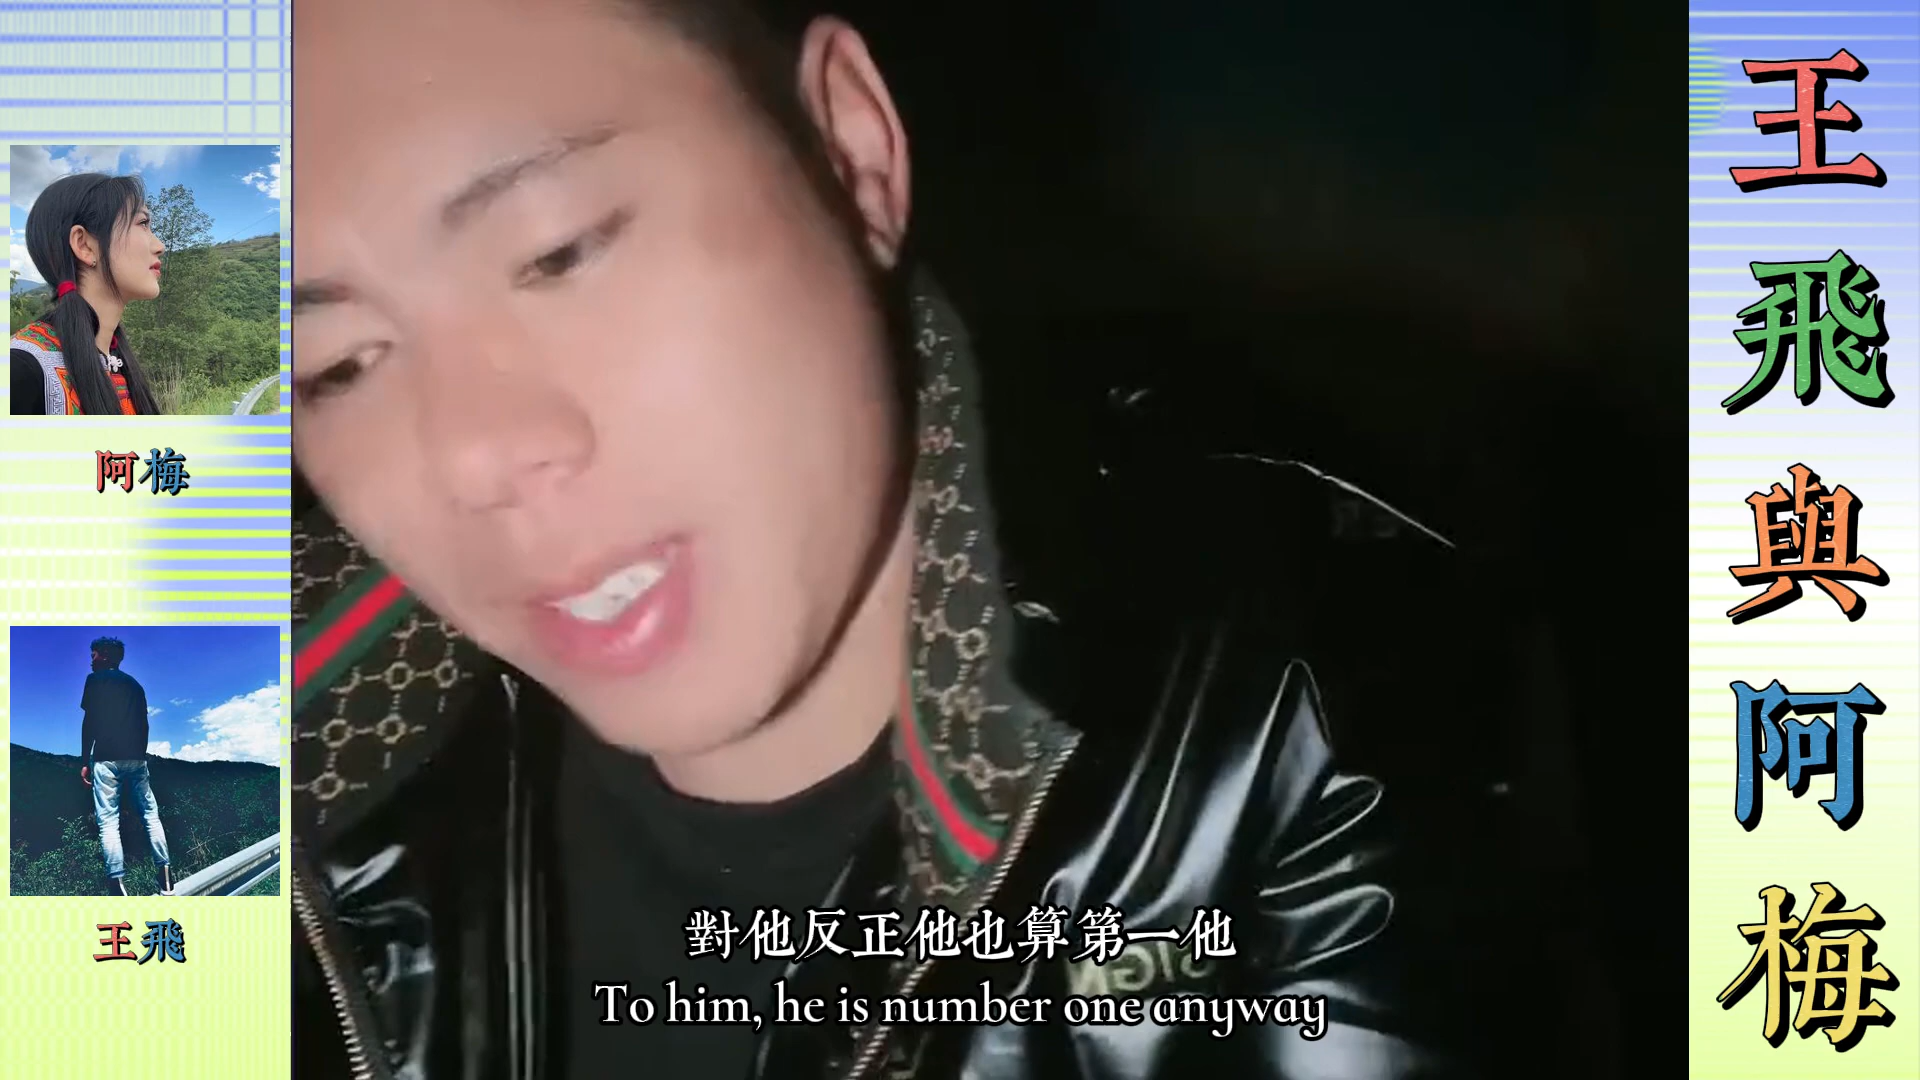 阿梅
王飛
對他反正他也算第一他
To him, he is number one anyway
王飛與阿梅